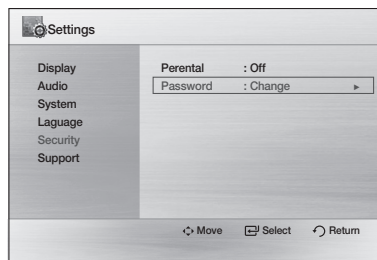 Settings
Display
Audio
System
Laguage
Security
Support
Perental : Off
Password : Change ►
Move Select Return